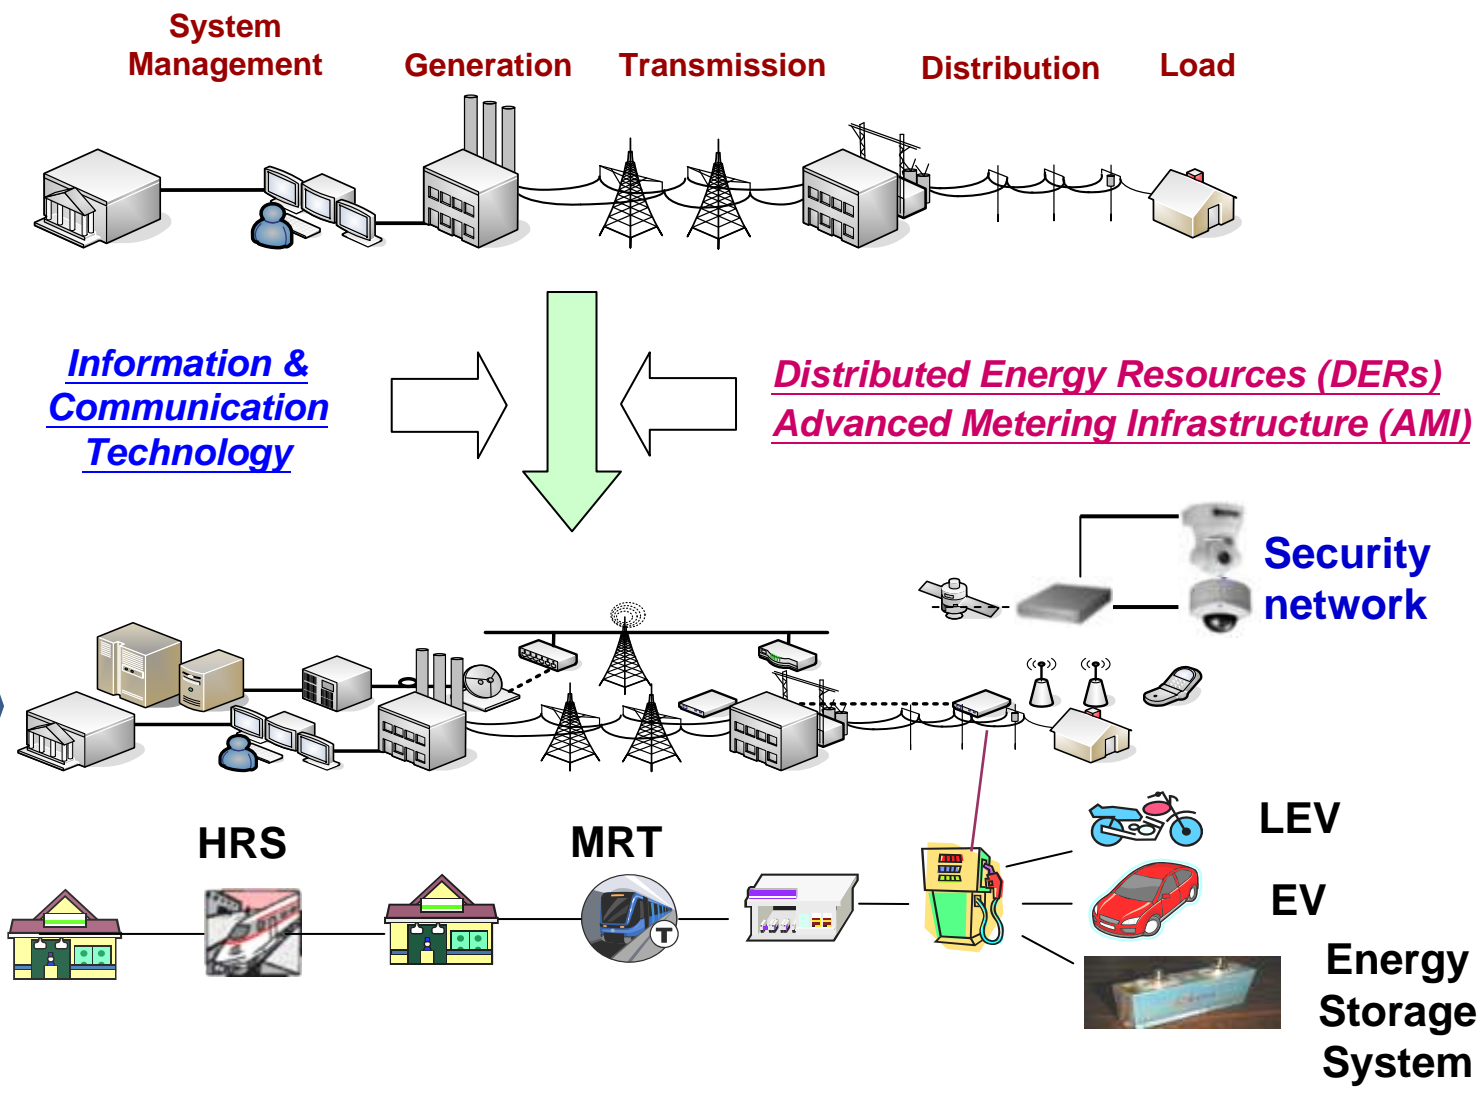 System
Management
Generation
Transmission
Distribution
Load
Information &
Communication
Technology
Distributed Energy Resources (DERs)
Advanced Metering Infrastructure (AMI)
Security
network
HRS
MRT
LEV
EV
T
Energy
Storage
System